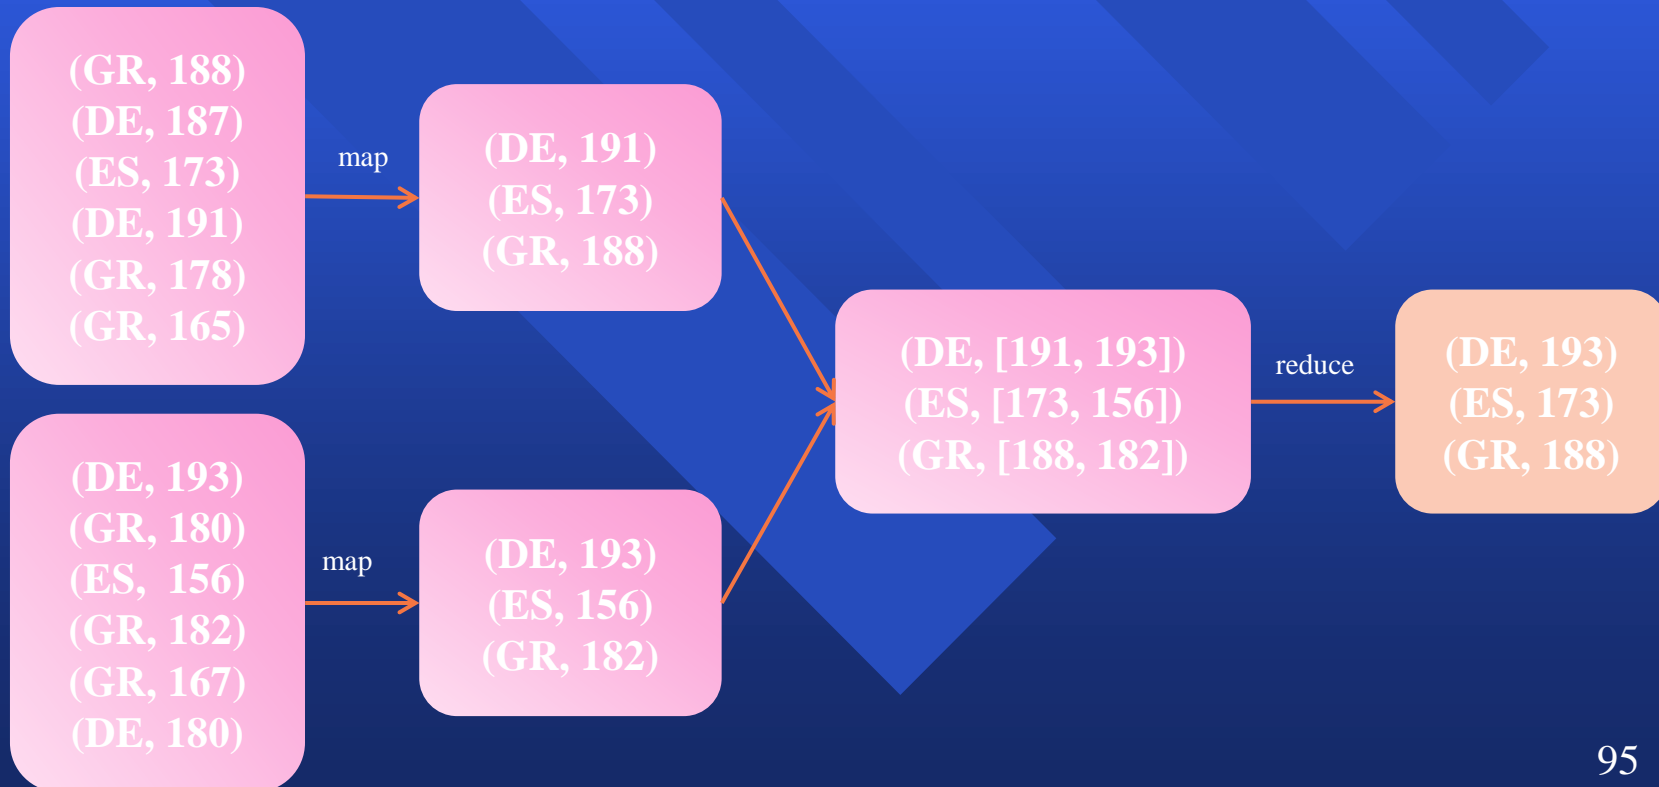 (GR, 188)
(DE, 187)
(ES, 173)
(DE, 191)
(GR, 178)
(GR, 165)
map
(DE, 191)
(ES, 173)
(GR, 188)
(DE, 193)
(GR, 180)
(ES, 156)
(GR, 182)
(GR, 167)
(DE, 180)
map
(DE, 193)
(ES, 156)
(GR, 182)
(DE, [191, 193])
(ES, [173, 156])
(GR, [188, 182])
reduce
(DE, 193)
(ES, 173)
(GR, 188)
95